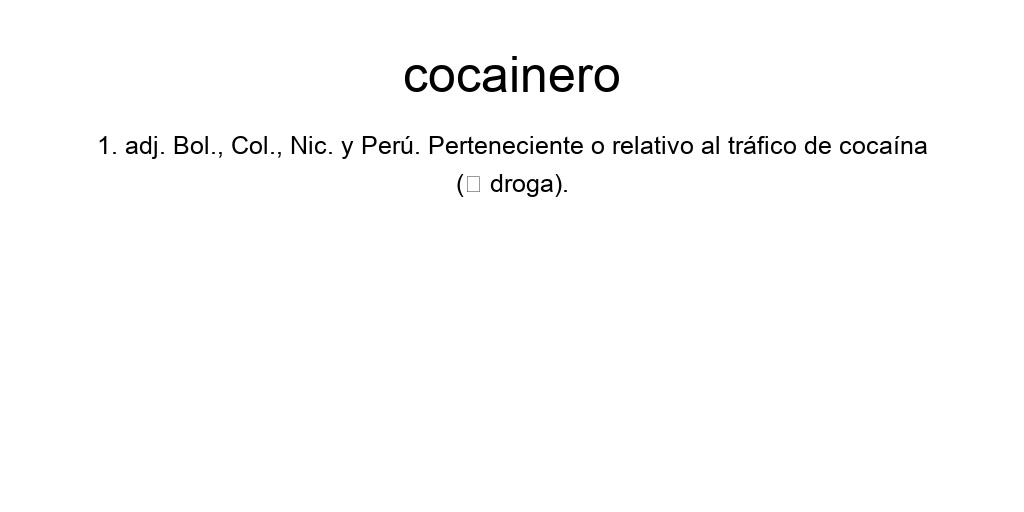 cocainero
1. adj. Bol., Col., Nic. y Perú. Perteneciente o relativo al tráfico de cocaína
(□ droga).